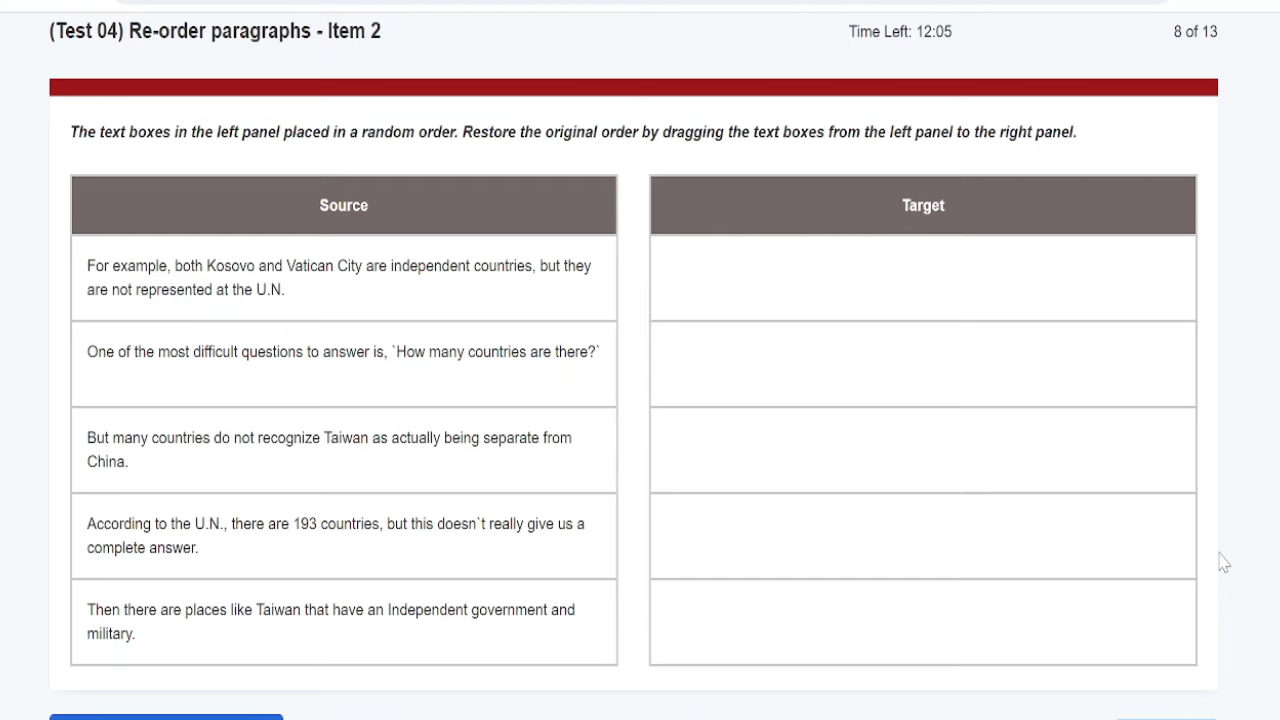 (Test 04) Re-order paragraphs - Item 2
Time Left: 12:05
8 of 13
The text boxes in the left panel placed in a random order. Restore the original order by dragging the text boxes from the left panel to the right panel.
Source
Target
For example, both Kosovo and Vatican City are independent countries, but they
are not represented at the U.N.
One of the most difficult questions to answer is, `How many countries are there?`
But many countries do not recognize Taiwan as actually being separate from
China.
According to the U.N., there are 193 countries, but this doesn`t really give us a
complete answer.
Then there are places like Taiwan that have an Independent government and
military.